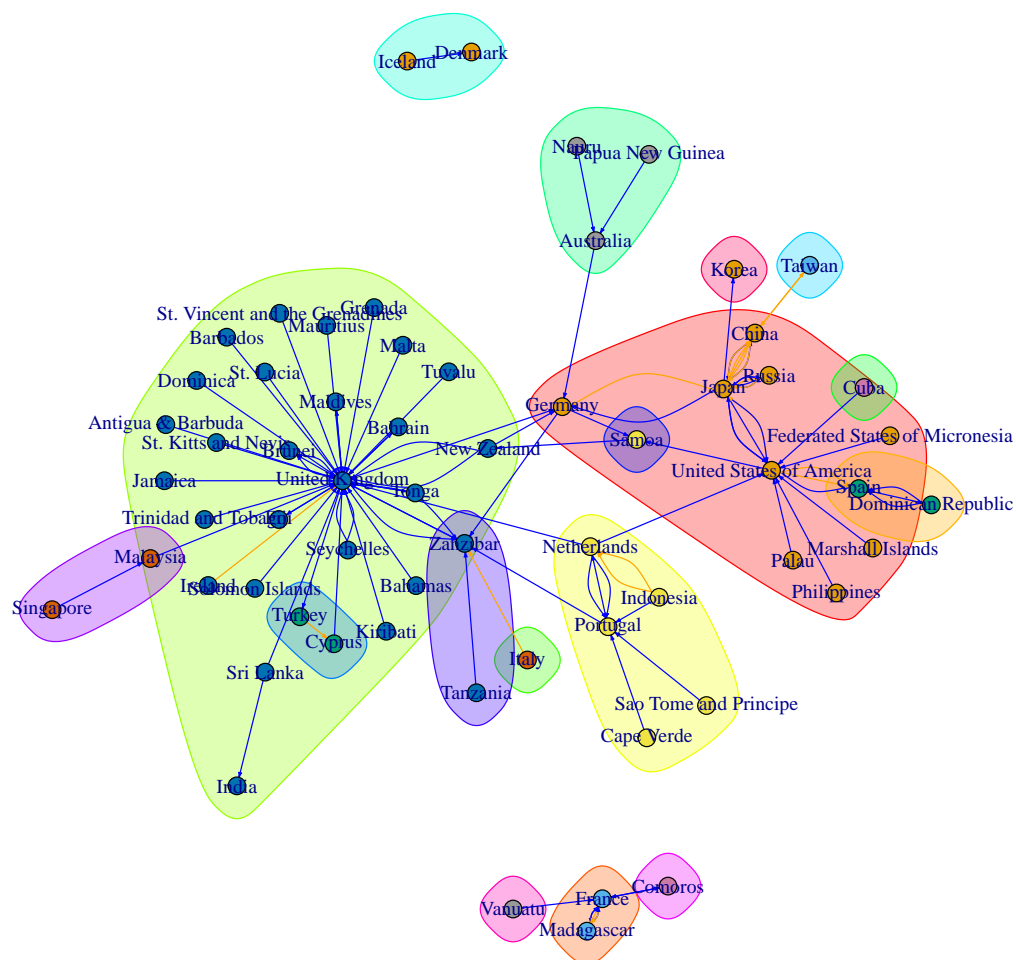 Denmark
Iceland
Nauru
Papua New Guinea
Australia
Taiwan
Korea
Grenada
St. Vincent and the Grenadines
Mauritius
China
Barbados
Malta
St. Lucia
Tuvalu
Russia
Dominica
Japan
Cuba
Maldives
Germany
Antigua & Barbuda
Bahrain
Federated States of Micronesia
St. Kitts and Nevis
Samoa
Brunei
New Zealand
United States of America
Jamaica
United Kingdom
Spain
Tonga
Dominican Republic
Trinidad and Tobago
Fiji
Zanzibar
Netherlands
Seychelles
Marshall Islands
Malaysia
Palau
Ireland
Solomon Islands
Bahamas
Philippines
Indonesia
Singapore
Turkey
Portugal
Kiribati
Cyprus
Italy
Sri Lanka
Tanzania
Sao Tome and Principe
Cape Verde
India
Comoros
France
Vanuatu
Madagascar